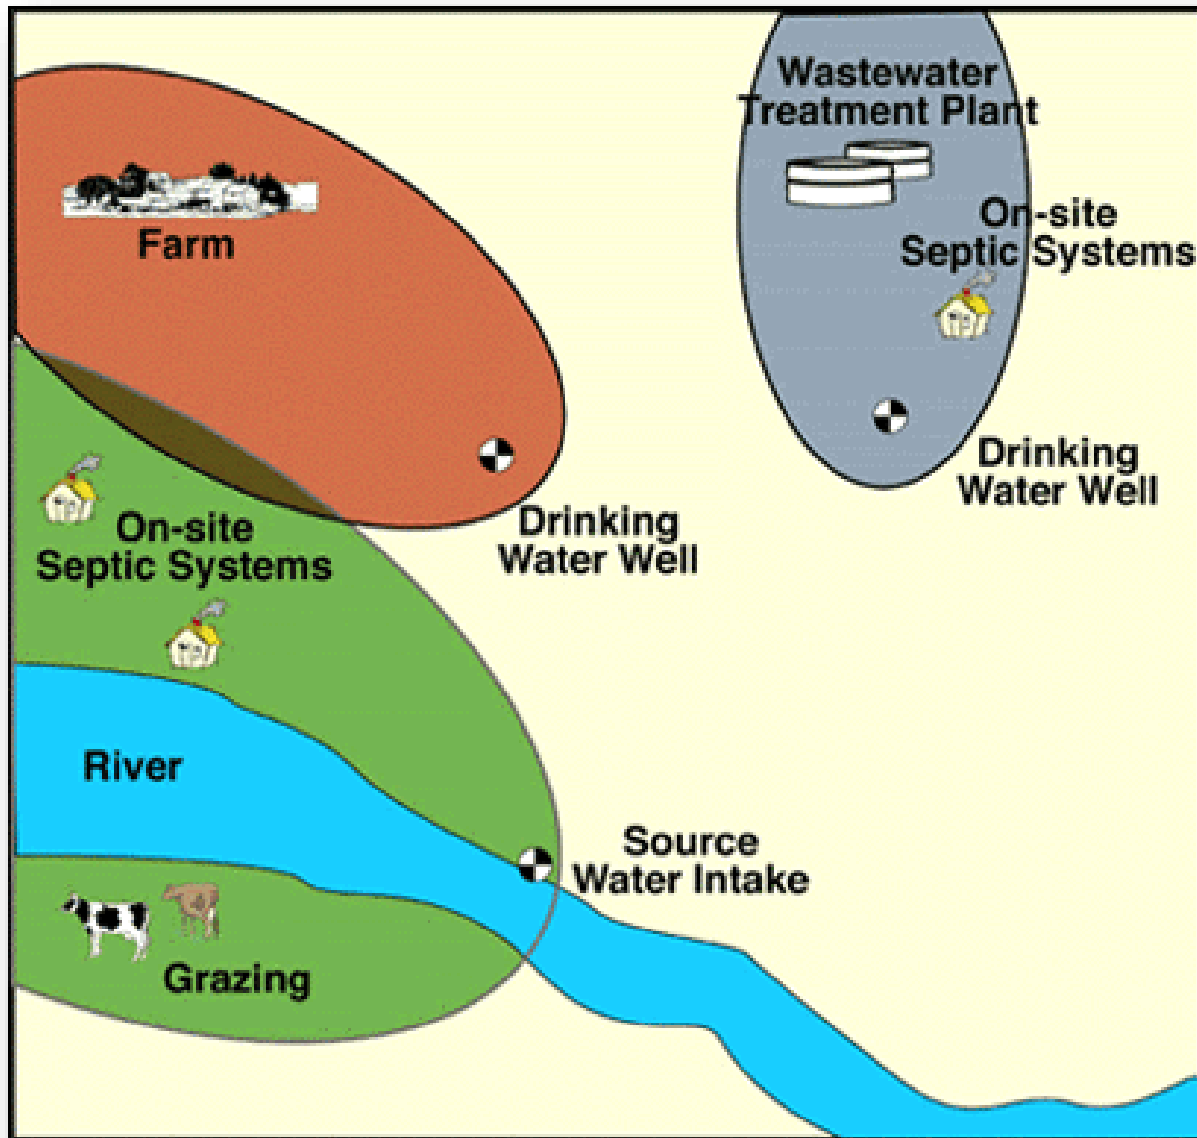 Wastewater
Treatment Plant
On-site
Septic Systems
Farm
Drinking
Water Well
Drinking
Water Well
On-site
Septic Systems
River
Source
Water Intake
Grazing